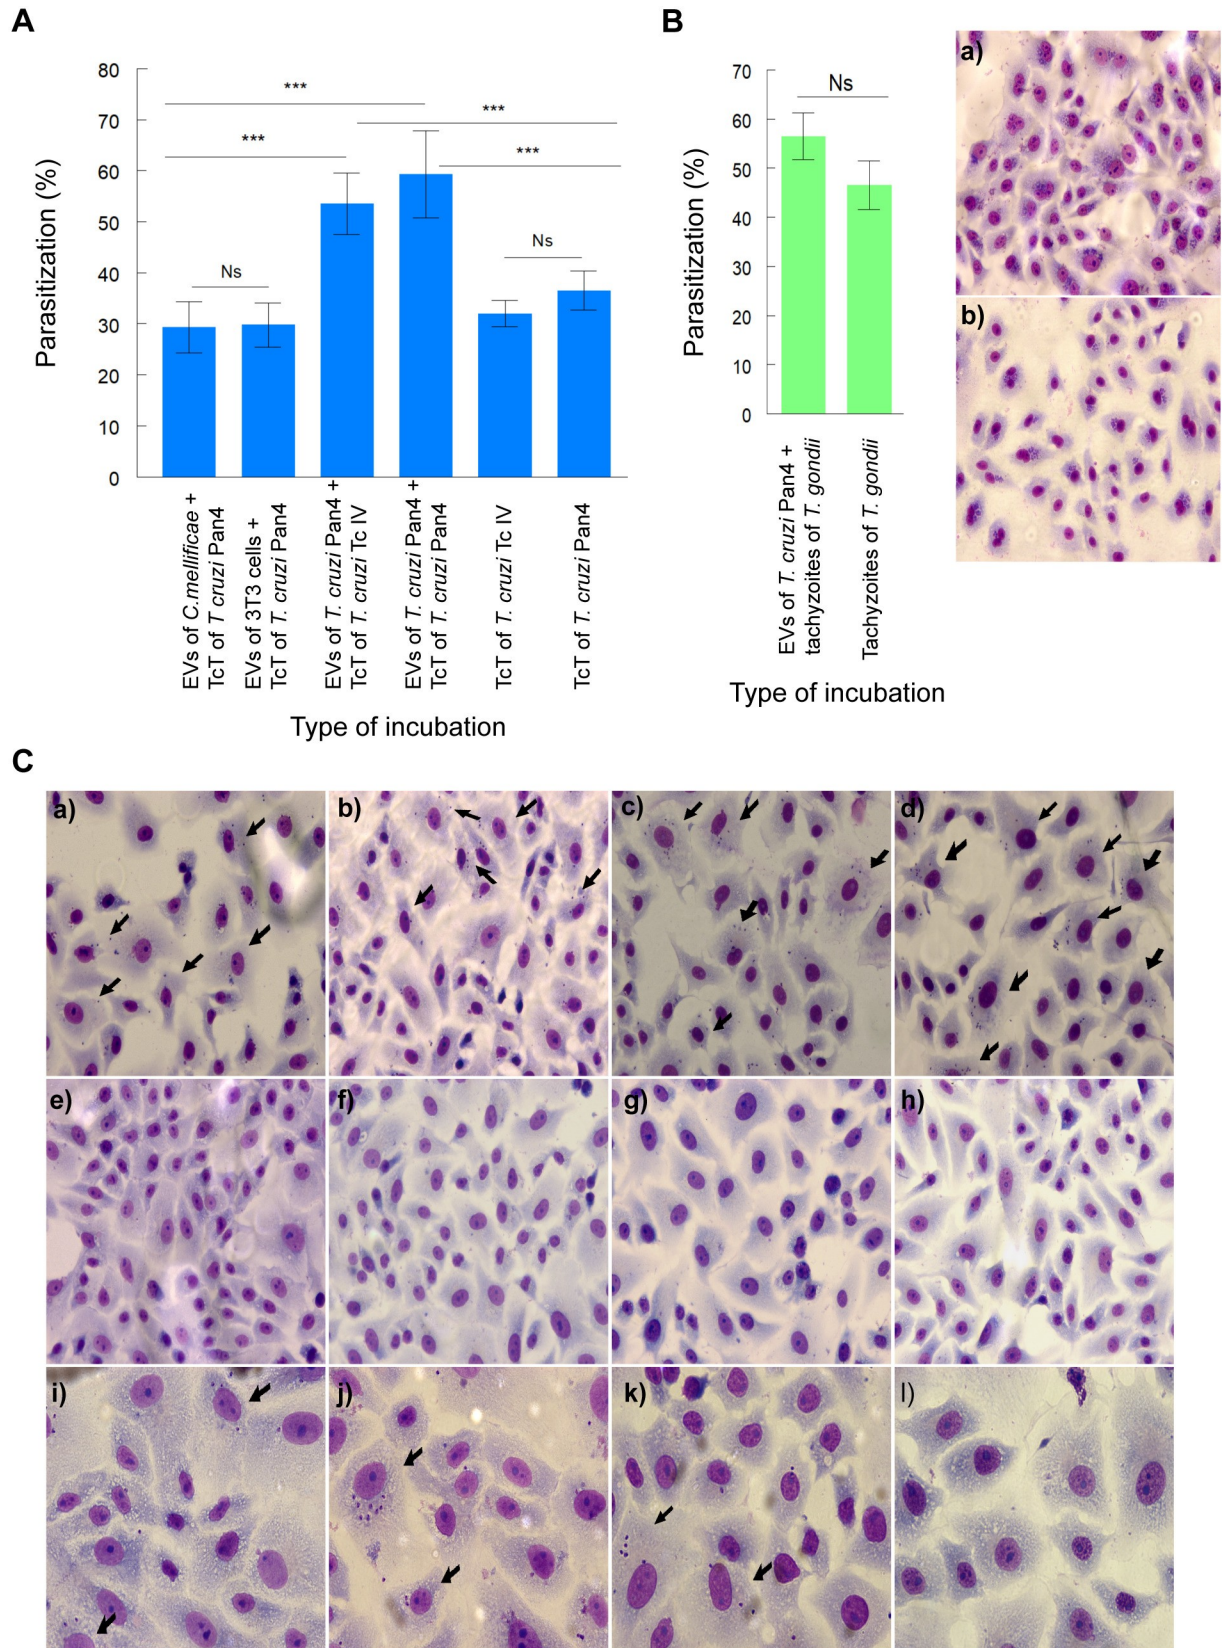 A
B
80
70
60
50
40
30
20
10
0
Parasitization (%)
***
***
***
***
Ns
Ns
EVs of C.mellificae +
TcT of T cruzi Pan4
EVs of 3T3 cells +
TcT of T. cruzi Pan4
EVs of T. cruzi Pan4 +
TcT of T. cruzi Tc IV
EVs of T. cruzi Pan4 +
TcT of T. cruzi Pan4
TcT of T. cruzi Tc IV
TcT of T. cruzi Pan4
Type of incubation
70
60
50
40
30
20
10
0
Parasitization (%)
Ns
EVs of T. cruzi Pan4 +
tachyzoites of T. gondii
Tachyzoites of T. gondii
Type of incubation
a)
b)
C
a)
b)
c)
d)
e)
f)
g)
h)
i)
j)
k)
l)